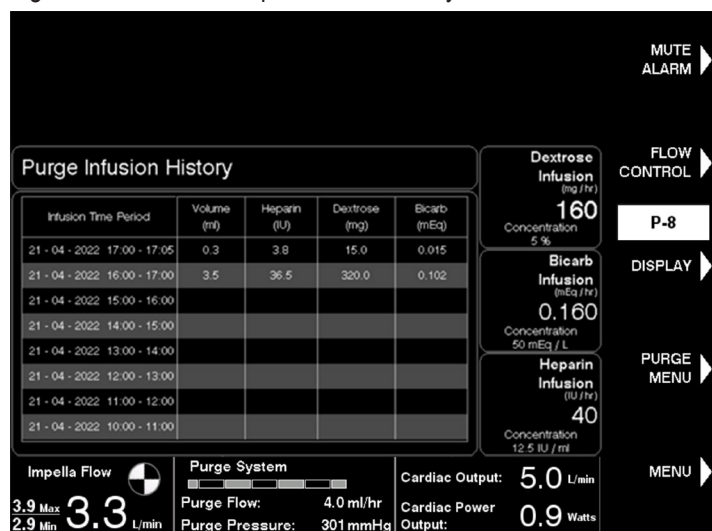 MUTE
ALARM
Purge Infusion History
Infusion Time Period Volume (ml) Heparin (IU) Dextrose (mg) Bicarb (mEq)
21 - 04 - 2022 17:00 - 17:05 0.3 3.8 15.0 0.015
21 - 04 - 2022 16:00 - 17:00 3.5 36.5 320.0 0.102
21 - 04 - 2022 15:00 - 16:00
21 - 04 - 2022 14:00 - 15:00
21 - 04 - 2022 13:00 - 14:00
21 - 04 - 2022 12:00 - 13:00
21 - 04 - 2022 11:00 - 12:00
21 - 04 - 2022 10:00 - 11:00
Dextrose
Infusion
(mg / hr)
160
Concentration
5 %
Bicarb
Infusion
(mEq / hr)
0.160
Concentration
50 mEq / L
Heparin
Infusion
(IU / hr)
40
Concentration
12.5 IU / ml
FLOW
CONTROL
P-8
DISPLAY
PURGE
MENU
MENU
Impella Flow
3.9 Max
2.9 Min
3.3 L/min
Purge System
Purge Flow: 4.0 ml/hr
Purge Pressure: 301 mmHg
Cardiac Output: 5.0 L/min
Cardiac Power
Output: 0.9 Watts